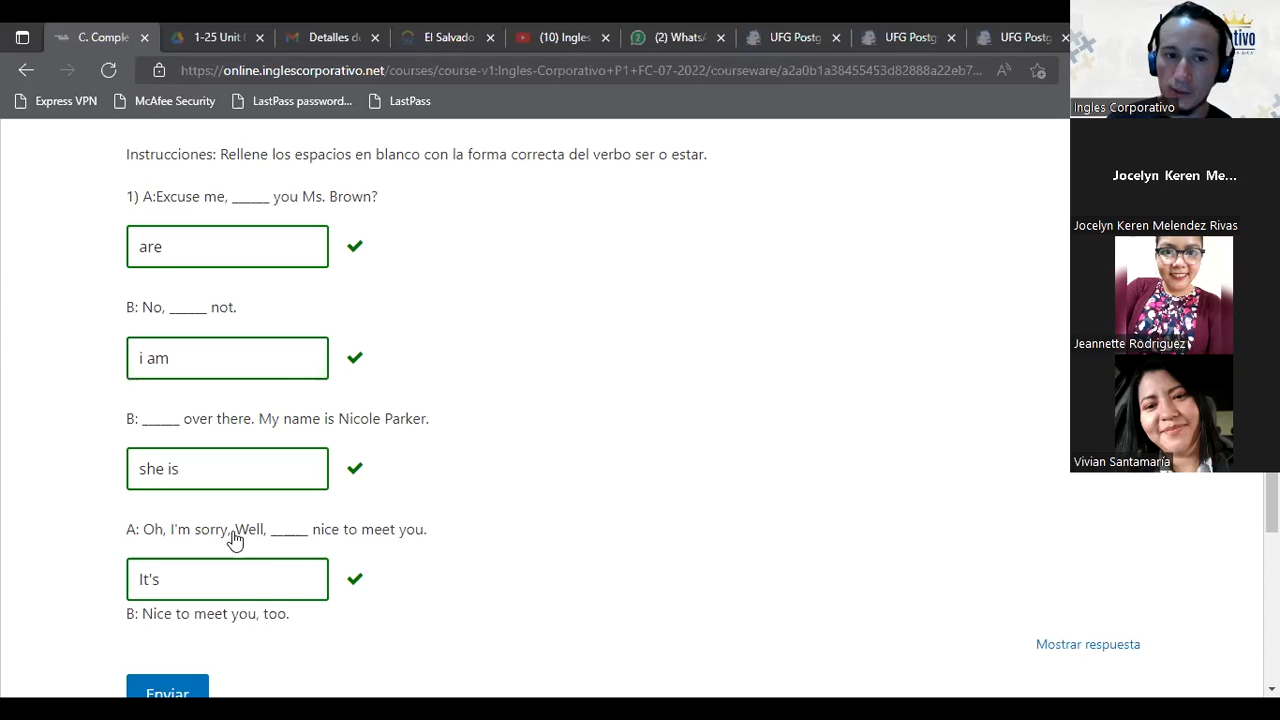 C. Comple
1-25 Unit
Detalles d
El Salvado
(10) Ingles
(2) Whats
UFG Postg
UFG Postg
UFG Postg
https://online.inglescorporativo.net/courses/course-v1:Ingles-Corporativo+P1+FC-07-2022/courseware/a2a0b1a38455453d82888a22eb7...
Express VPN
McAfee Security
LastPass password...
LastPass
Instrucciones: Rellene los espacios en blanco con la forma correcta del verbo ser o estar.
1) A:Excuse me, ______ you Ms. Brown?
are
B: No, ______ not.
i am
B: ______ over there. My name is Nicole Parker.
she is
A: Oh, I'm sorry, Well, ______ nice to meet you.
It's
B: Nice to meet you, too.
Mostrar respuesta
Enviar
Ingles Corporativo
Jocelyn Keren Me...
Jocelyn Keren Melendez Rivas
Jeannette Rodriguez
Vivian Santamaría